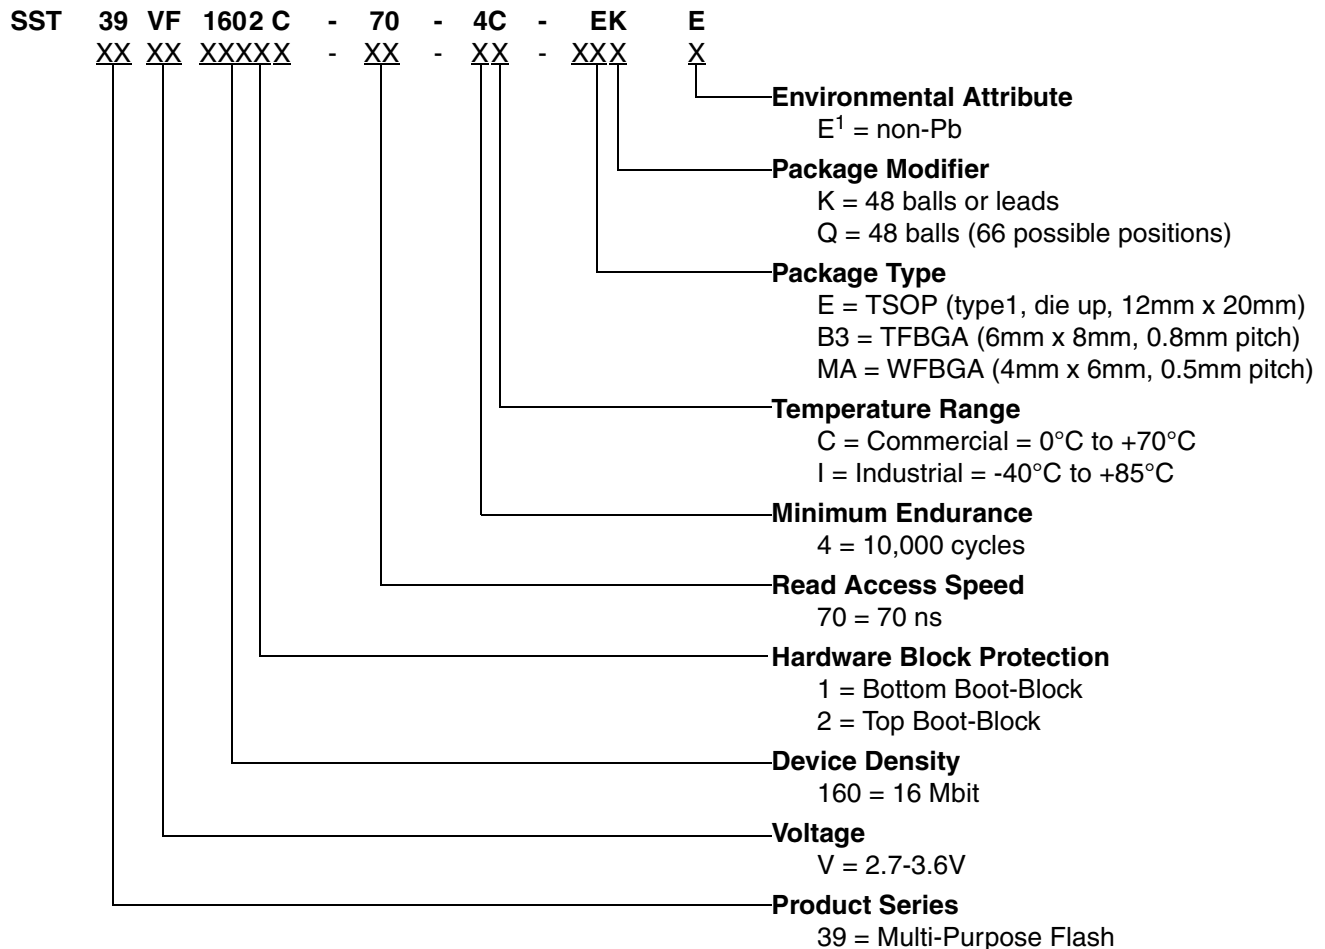 SST 39 VF 1602 C - 70 - 4C - EK E
XX XX XXXXX - XX - XX - XXX X
Environmental Attribute
E1 = non-Pb
Package Modifier
K = 48 balls or leads
Q = 48 balls (66 possible positions)
Package Type
E = TSOP (type1, die up, 12mm x 20mm)
B3 = TFBGA (6mm x 8mm, 0.8mm pitch)
MA = WFBGA (4mm x 6mm, 0.5mm pitch)
Temperature Range
C = Commercial = 0°C to +70°C
I = Industrial = -40°C to +85°C
Minimum Endurance
4 = 10,000 cycles
Read Access Speed
70 = 70 ns
Hardware Block Protection
1 = Bottom Boot-Block
2 = Top Boot-Block
Device Density
160 = 16 Mbit
Voltage
V = 2.7-3.6V
Product Series
39 = Multi-Purpose Flash